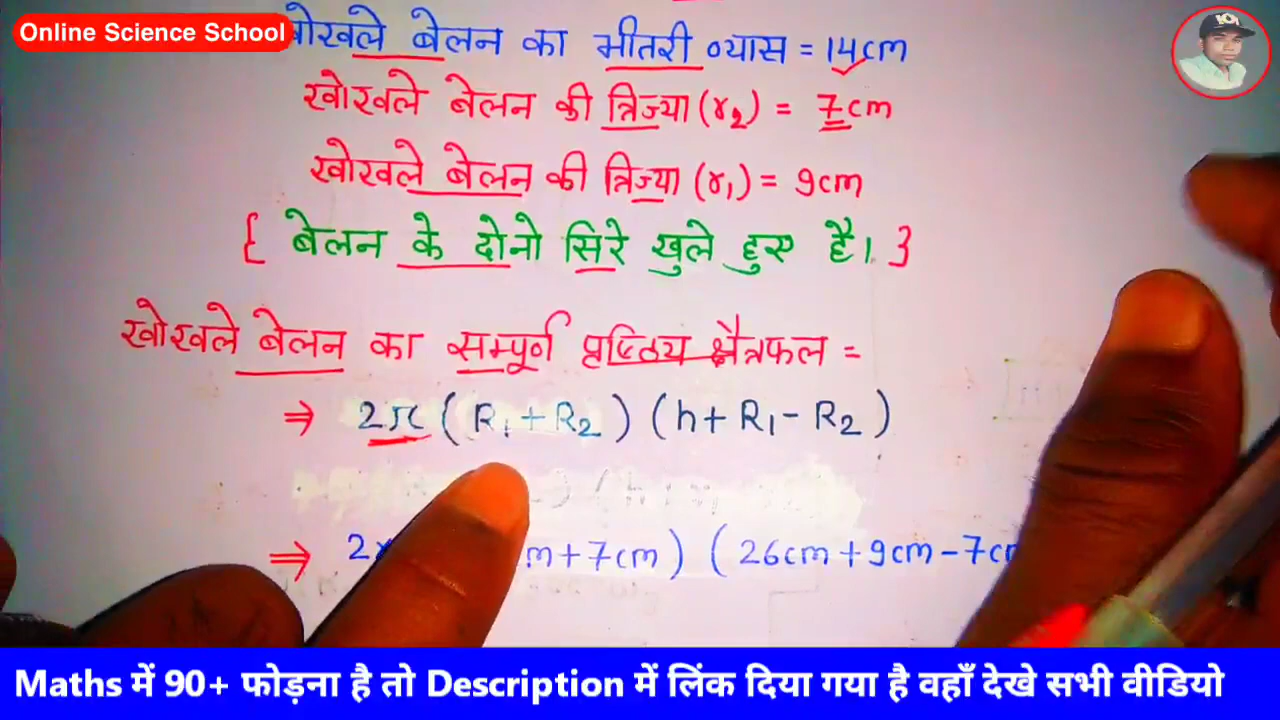 Online Science School
खोखले बेलन का भीतरी व्यास = 14cm
खोखले बेलन की त्रिज्या (r₂) = 7cm
खोखले बेलन की त्रिज्या (r₁) = 9cm
{ बेलन के दोनो सिरे खुले हुए है। }
खोखले बेलन का सम्पूर्ण पृष्ठिय क्षैत्रफल =
⇒ 2π (R₁ + R₂) (h + R₁ - R₂)
⇒ 2× m + 7cm) (26cm + 9cm - 7c
Maths में 90+ फोड़ना है तो Description में लिंक दिया गया है वहाँ देखे सभी वीडियो